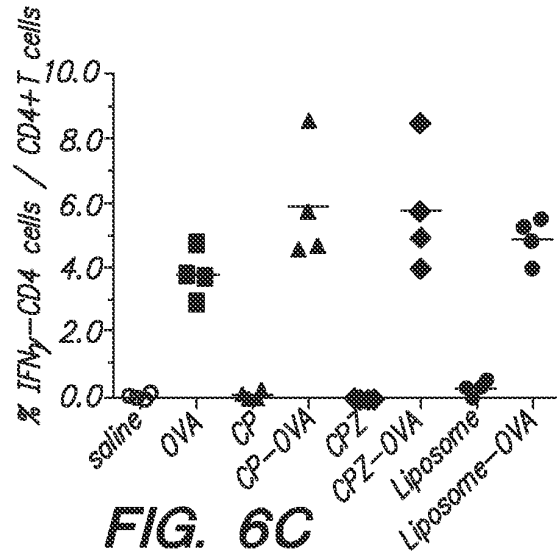 % IFNγ-CD4 cells / CD4+T cells
10.0
8.0
6.0
4.0
2.0
0.0
saline
OVA
CP
CP-OVA
CPZ
CPZ-OVA
Liposome
Liposome-OVA
FIG. 6C